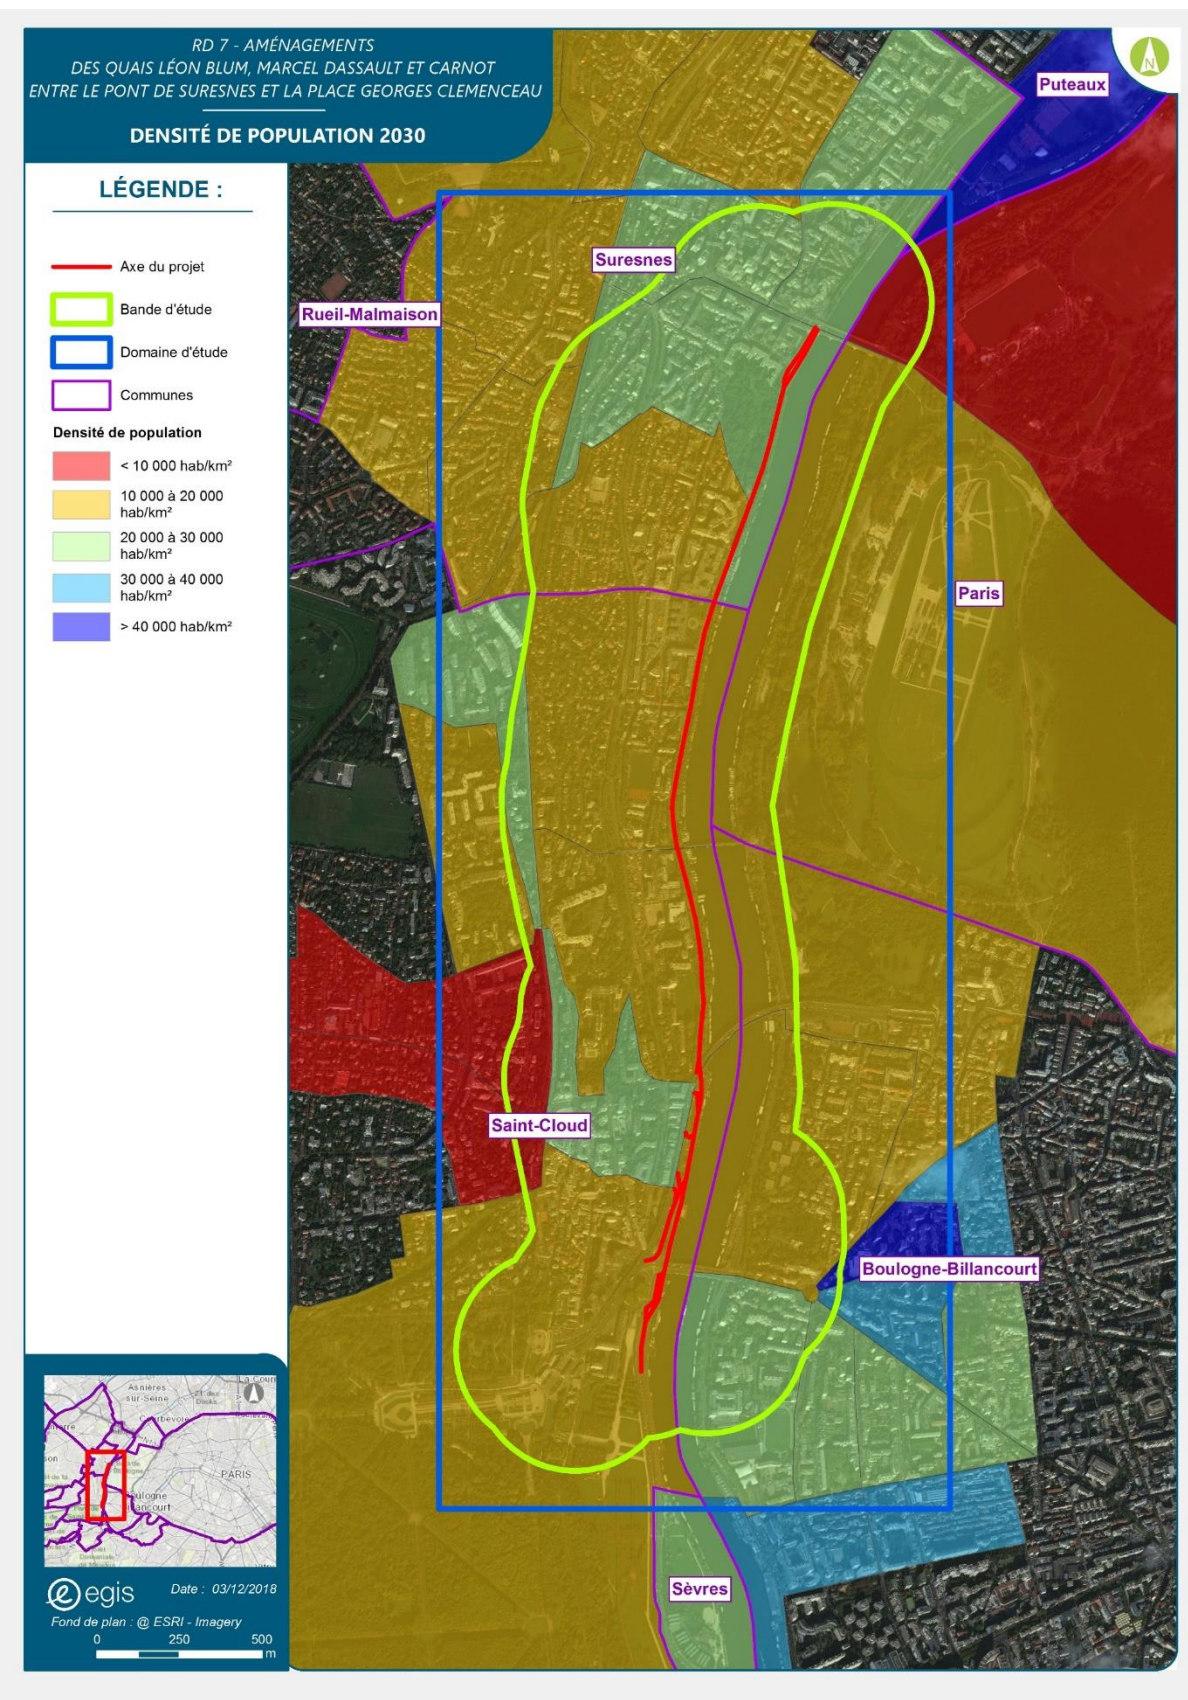 RD 7 - AMÉNAGEMENTS
DES QUAIS LÉON BLUM, MARCEL DASSAULT ET CARNOT
ENTRE LE PONT DE SURESNES ET LA PLACE GEORGES CLEMENCEAU
DENSITÉ DE POPULATION 2030
N
LÉGENDE :
Axe du projet
Bande d'étude
Domaine d'étude
Communes
Densité de population
< 10 000 hab/km²
10 000 à 20 000
hab/km²
20 000 à 30 000
hab/km²
30 000 à 40 000
hab/km²
> 40 000 hab/km²
Puteaux
Suresnes
Rueil-Malmaison
Paris
Saint-Cloud
Boulogne-Billancourt
Sèvres
Asnières
sur-Seine
PARIS
egis
Date : 03/12/2018
Fond de plan : @ ESRI - Imagery
0 250 500
m